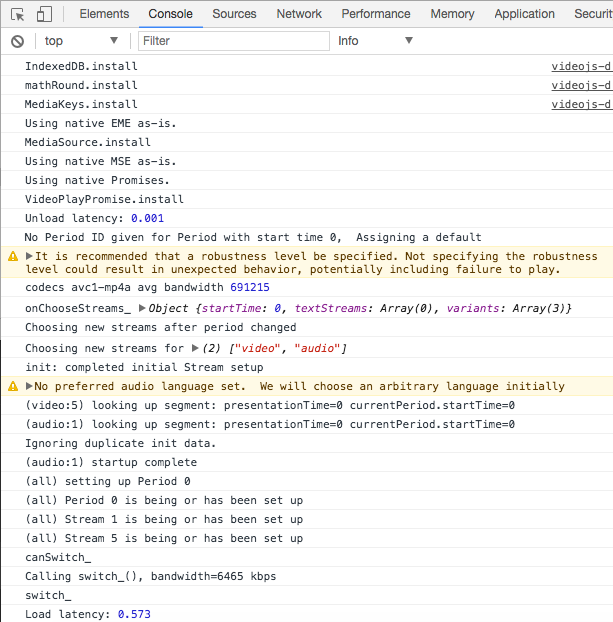 Elements Console Sources Network Performance Memory Application Securit
top Filter Info
IndexedDB.install videojs-d
mathRound.install videojs-d
MediaKeys.install videojs-d
Using native EME as-is.
MediaSource.install
Using native MSE as-is.
Using native Promises.
VideoPlayPromise.install
Unload latency: 0.001
No Period ID given for Period with start time 0,  Assigning a default
It is recommended that a robustness level be specified. Not specifying the robustness
level could result in unexpected behavior, potentially including failure to play.
codecs avc1-mp4a avg bandwidth 691215
onChooseStreams_ Object {startTime: 0, textStreams: Array(0), variants: Array(3)}
Choosing new streams after period changed
Choosing new streams for (2) ["video", "audio"]
init: completed initial Stream setup
No preferred audio language set.  We will choose an arbitrary language initially
(video:5) looking up segment: presentationTime=0 currentPeriod.startTime=0
(audio:1) looking up segment: presentationTime=0 currentPeriod.startTime=0
Ignoring duplicate init data.
(audio:1) startup complete
(all) setting up Period 0
(all) Period 0 is being or has been set up
(all) Stream 1 is being or has been set up
(all) Stream 5 is being or has been set up
canSwitch_
Calling switch_(), bandwidth=6465 kbps
switch_
Load latency: 0.573